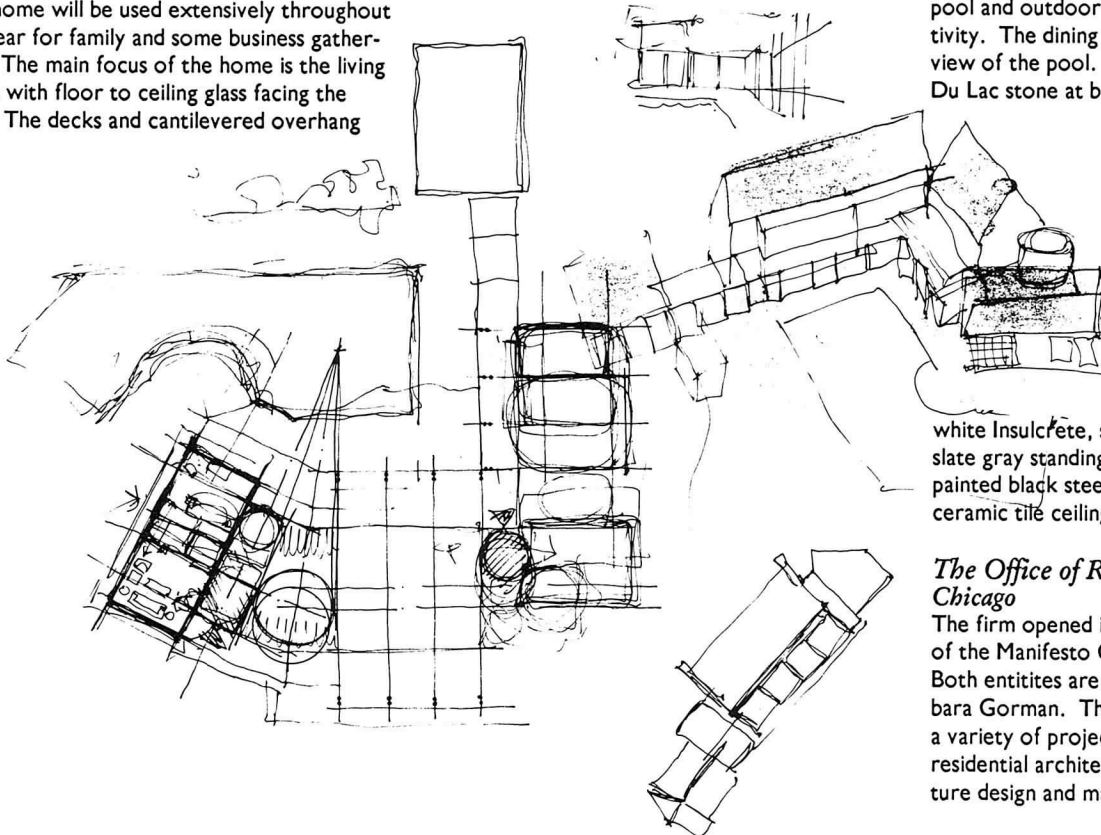 home will be used extensively throughout
ear for family and some business gather-
The main focus of the home is the living
with floor to ceiling glass facing the
The decks and cantilevered overhang
pool and outdoor
tivity. The dining
view of the pool.
Du Lac stone at b
white Insulcrete, s
slate gray standing
painted black stee
ceramic tile ceiling
The Office of R
Chicago
The firm opened i
of the Manifesto G
Both entitites are
bara Gorman. Th
a variety of projec
residential archite
ture design and m